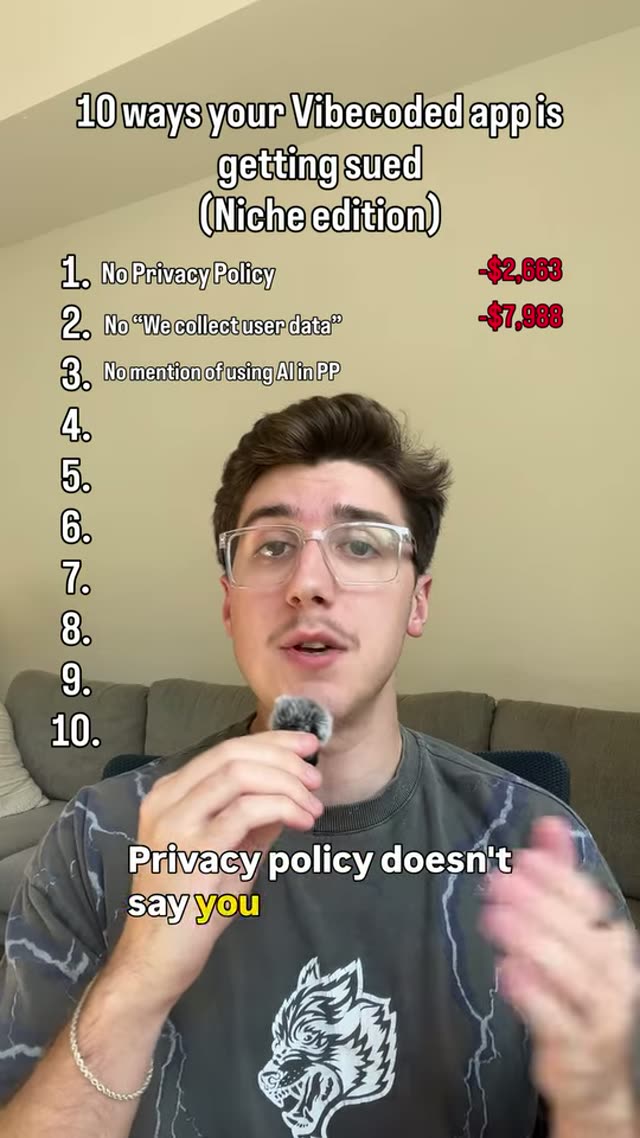 10 ways your Vibecoded app is
getting sued
(Niche edition)
1. No Privacy Policy -$2,663
2. No “We collect user data” -$7,988
3. No mention of using AI in PP
4.
5.
6.
7.
8.
9.
10.
Privacy policy doesn't
say you